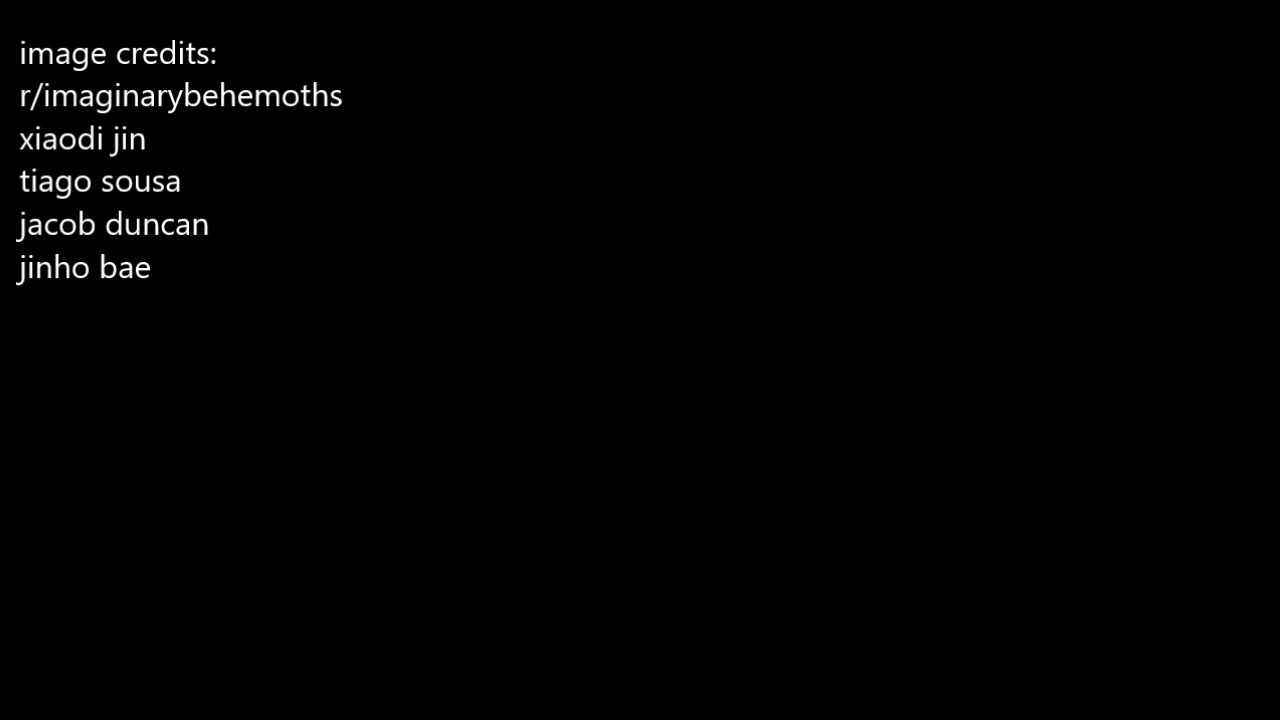 image credits:
r/imaginarybehemoths
xiaodi jin
tiago sousa
jacob duncan
jinho bae